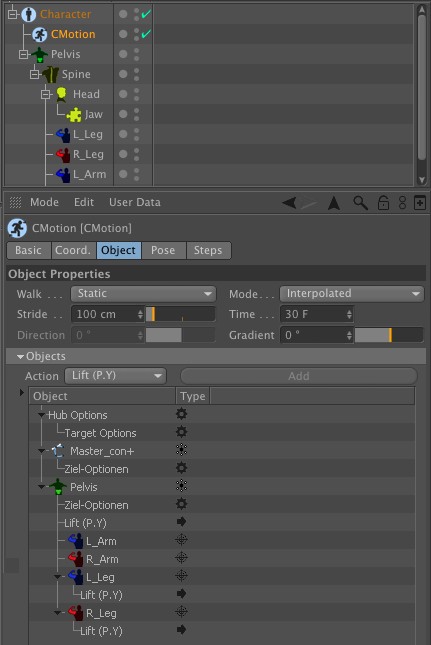 Character
CMotion
Pelvis
Spine
Head
Jaw
L_Leg
R_Leg
L_Arm
Mode Edit User Data
CMotion [CMotion]
Basic Coord. Object Pose Steps
Object Properties
Walk . . . Static Mode . . . Interpolated
Stride . . 100 cm Time . . . 30 F
Direction 0 ° Gradient 0 °
Objects
Action Lift (P.Y) Add
Object Type
Hub Options
Target Options
Master_con+
Ziel-Optionen
Pelvis
Ziel-Optionen
Lift (P.Y)
L_Arm
R_Arm
L_Leg
Lift (P.Y)
R_Leg
Lift (P.Y)